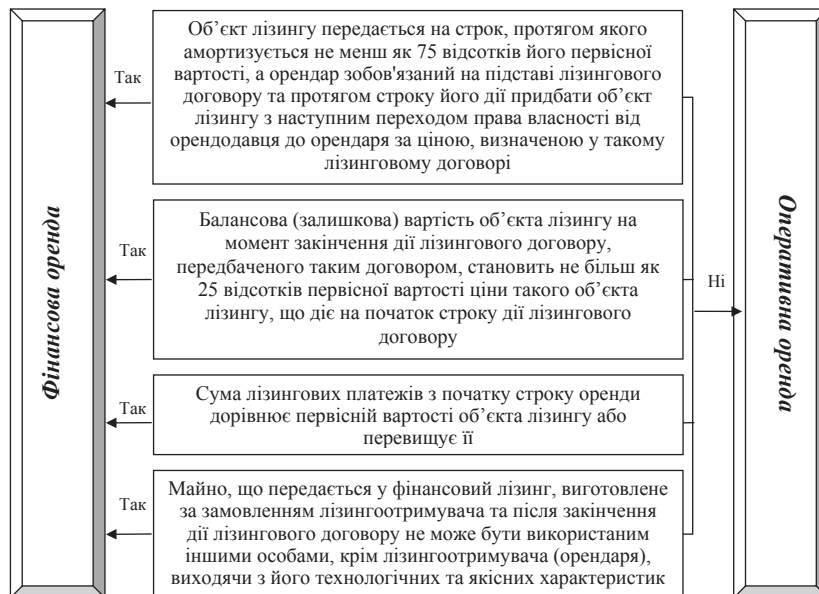 Об’єкт лізингу передається на строк, протягом якого
амортизується не менш як 75 відсотків його первісної
вартості, а орендар зобов'язаний на підставі лізингового
договору та протягом строку його дії придбати об’єкт
лізингу з наступним переходом права власності від
орендодавця до орендаря за ціною, визначеною у такому
лізинговому договорі
Так
Балансова (залишкова) вартість об’єкта лізингу на
момент закінчення дії лізингового договору,
передбаченого таким договором, становить не більш як
25 відсотків первісної вартості ціни такого об’єкта
лізингу, що діє на початок строку дії лізингового
договору
Так
Ні
Фінансова оренда
Оперативна оренда
Сума лізингових платежів з початку строку оренди
дорівнює первісній вартості об’єкта лізингу або
перевищує її
Так
Майно, що передається у фінансовий лізинг, виготовлене
за замовленням лізингоотримувача та після закінчення
дії лізингового договору не може бути використаним
іншими особами, крім лізингоотримувача (орендаря),
виходячи з його технологічних та якісних характеристик
Так